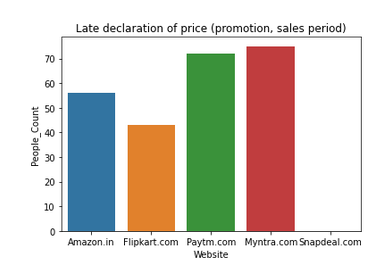 Late declaration of price (promotion, sales period)
70
60
50
40
30
20
10
0
People_Count
Amazon.in Flipkart.com Paytm.com Myntra.com Snapdeal.com
Website